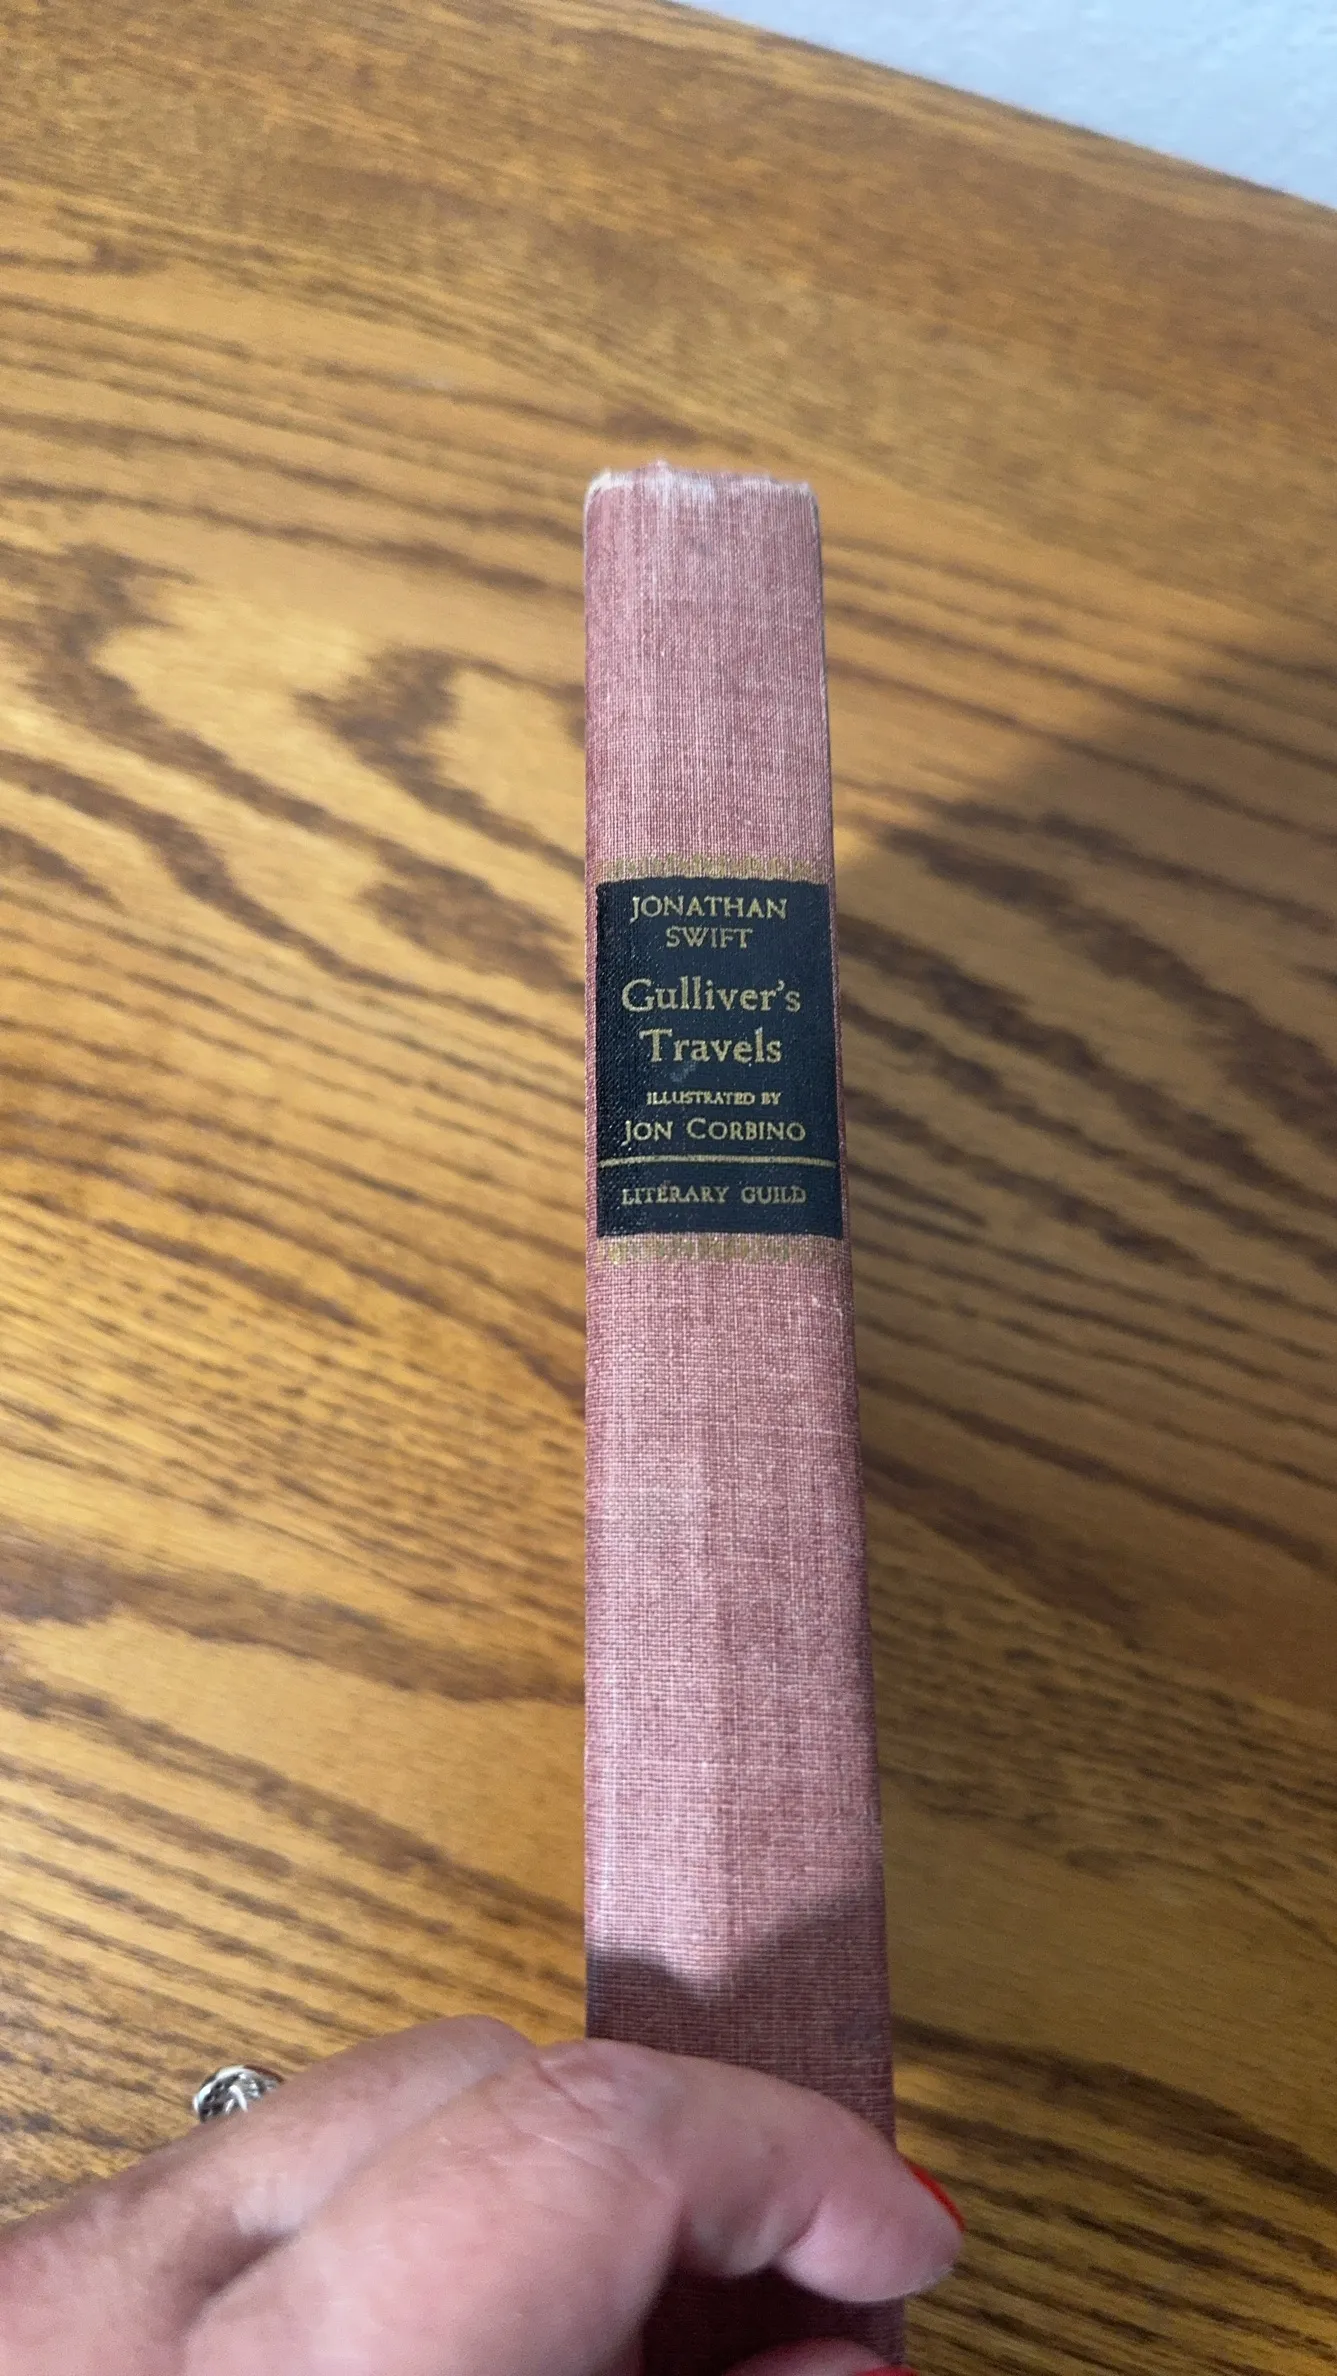 JONATHAN
SWIFT
Gulliver's
Travels
ILLUSTRATED BY
JON CORBINO
LITERARY GUILD